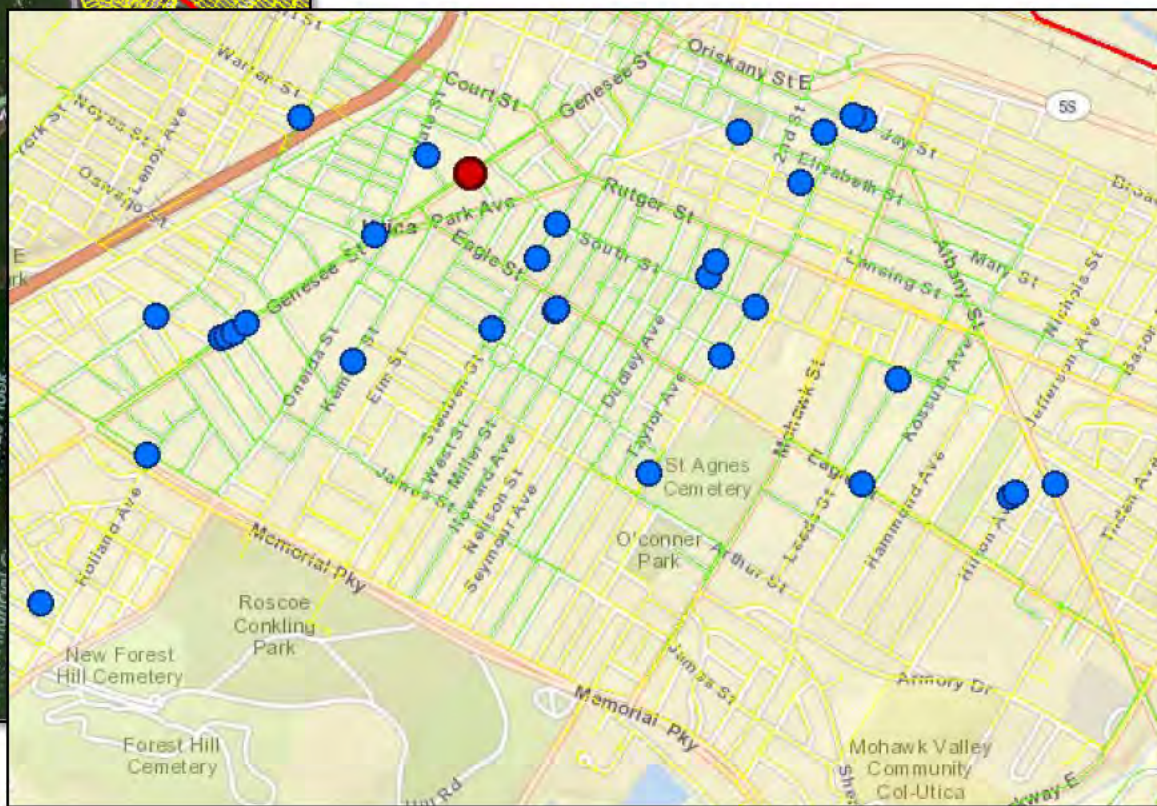 Oriskany St E
Court St
Genesee St
Warren St
5S
Noyes St
Lenox Ave
2nd St
Jay St
Elizabeth St
Oswego St
Utica
Park Ave
Rutger St
Eagle St
South St
Lansing St
Mary St
Albany St
Nichols St
Genesee St
Oneida St
Elm St
Dudley Ave
Steuben St
Taylor Ave
Mohawk St
Kossuth Ave
Jefferson Ave
West St
Miller St
Howard Ave
James St
Nelson St
Seymour Ave
St Agnes
Cemetery
Leeds St
Hammond Ave
Hilton Ave
Tilden Ave
Holland Ave
Memorial Pky
O'conner
Park
Arthur St
Roscoe
Conkling
Park
New Forest
Hill Cemetery
James St
Armory Dr
Memorial Pky
Forest Hill
Cemetery
Mohawk Valley
Community
Col-Utica